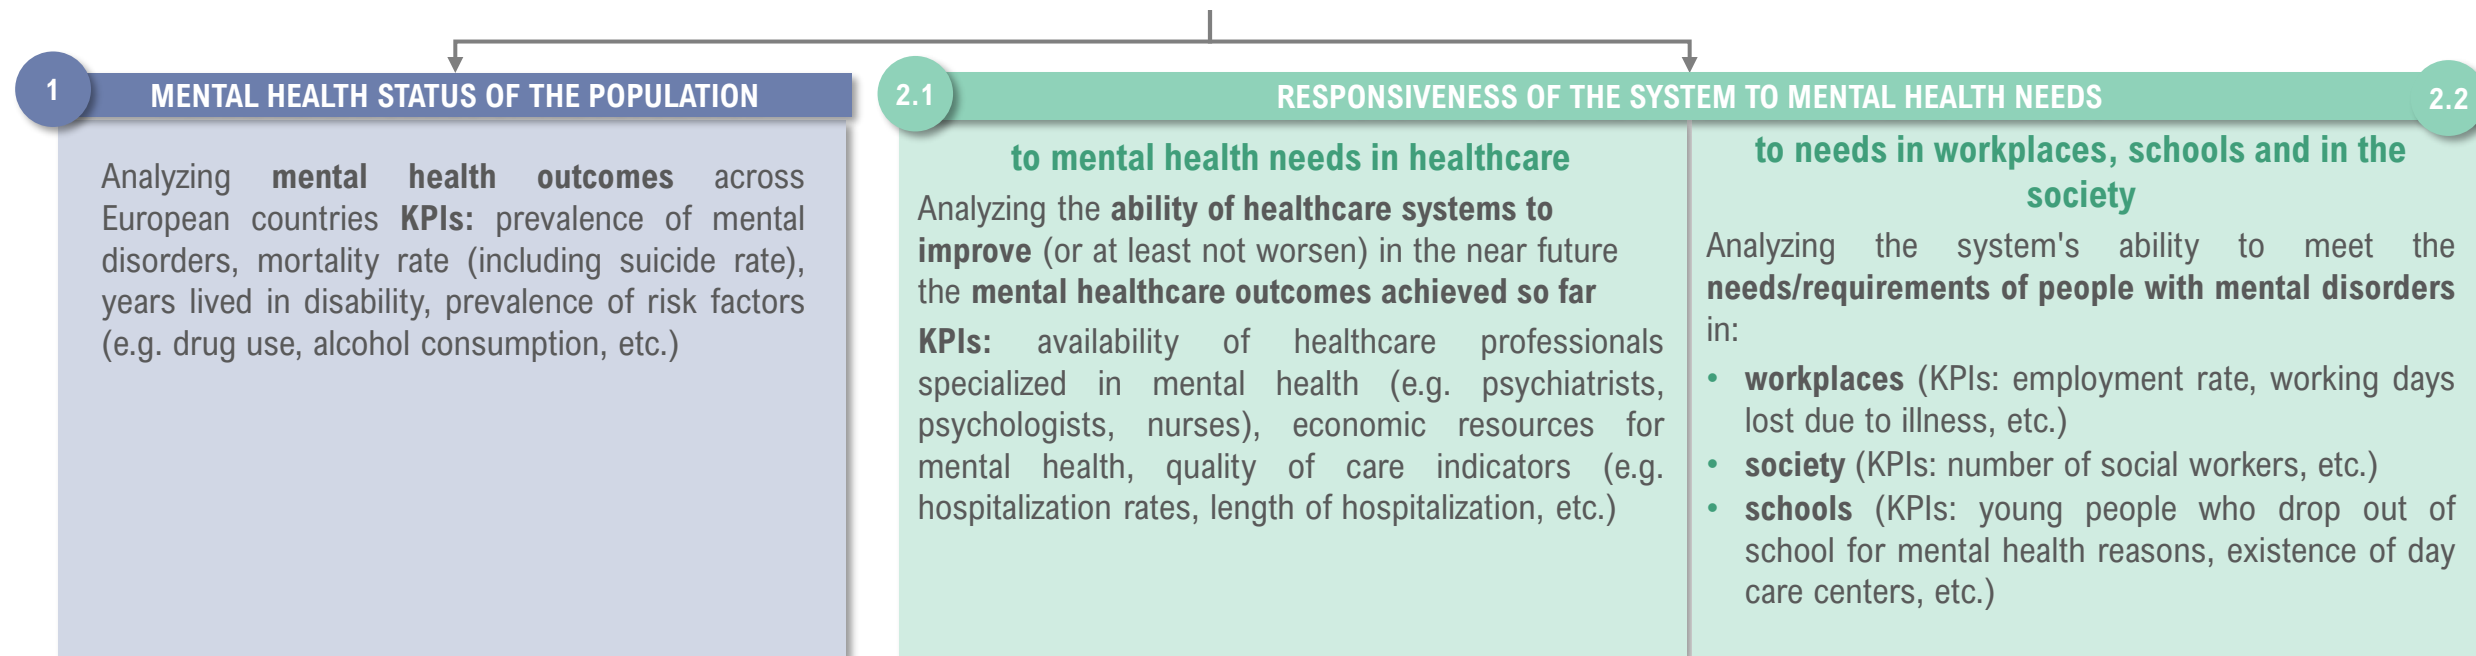 1
MENTAL HEALTH STATUS OF THE POPULATION
Analyzing mental health outcomes across
European countries KPIs: prevalence of mental
disorders, mortality rate (including suicide rate),
years lived in disability, prevalence of risk factors
(e.g. drug use, alcohol consumption, etc.)
2.1
RESPONSIVENESS OF THE SYSTEM TO MENTAL HEALTH NEEDS
2.2
to mental health needs in healthcare
Analyzing the ability of healthcare systems to
improve (or at least not worsen) in the near future
the mental healthcare outcomes achieved so far
KPIs: availability of healthcare professionals
specialized in mental health (e.g. psychiatrists,
psychologists, nurses), economic resources for
mental health, quality of care indicators (e.g.
hospitalization rates, length of hospitalization, etc.)
to needs in workplaces, schools and in the
society
Analyzing the system's ability to meet the
needs/requirements of people with mental disorders
in:
• workplaces (KPIs: employment rate, working days
lost due to illness, etc.)
• society (KPIs: number of social workers, etc.)
• schools (KPIs: young people who drop out of
school for mental health reasons, existence of day
care centers, etc.)